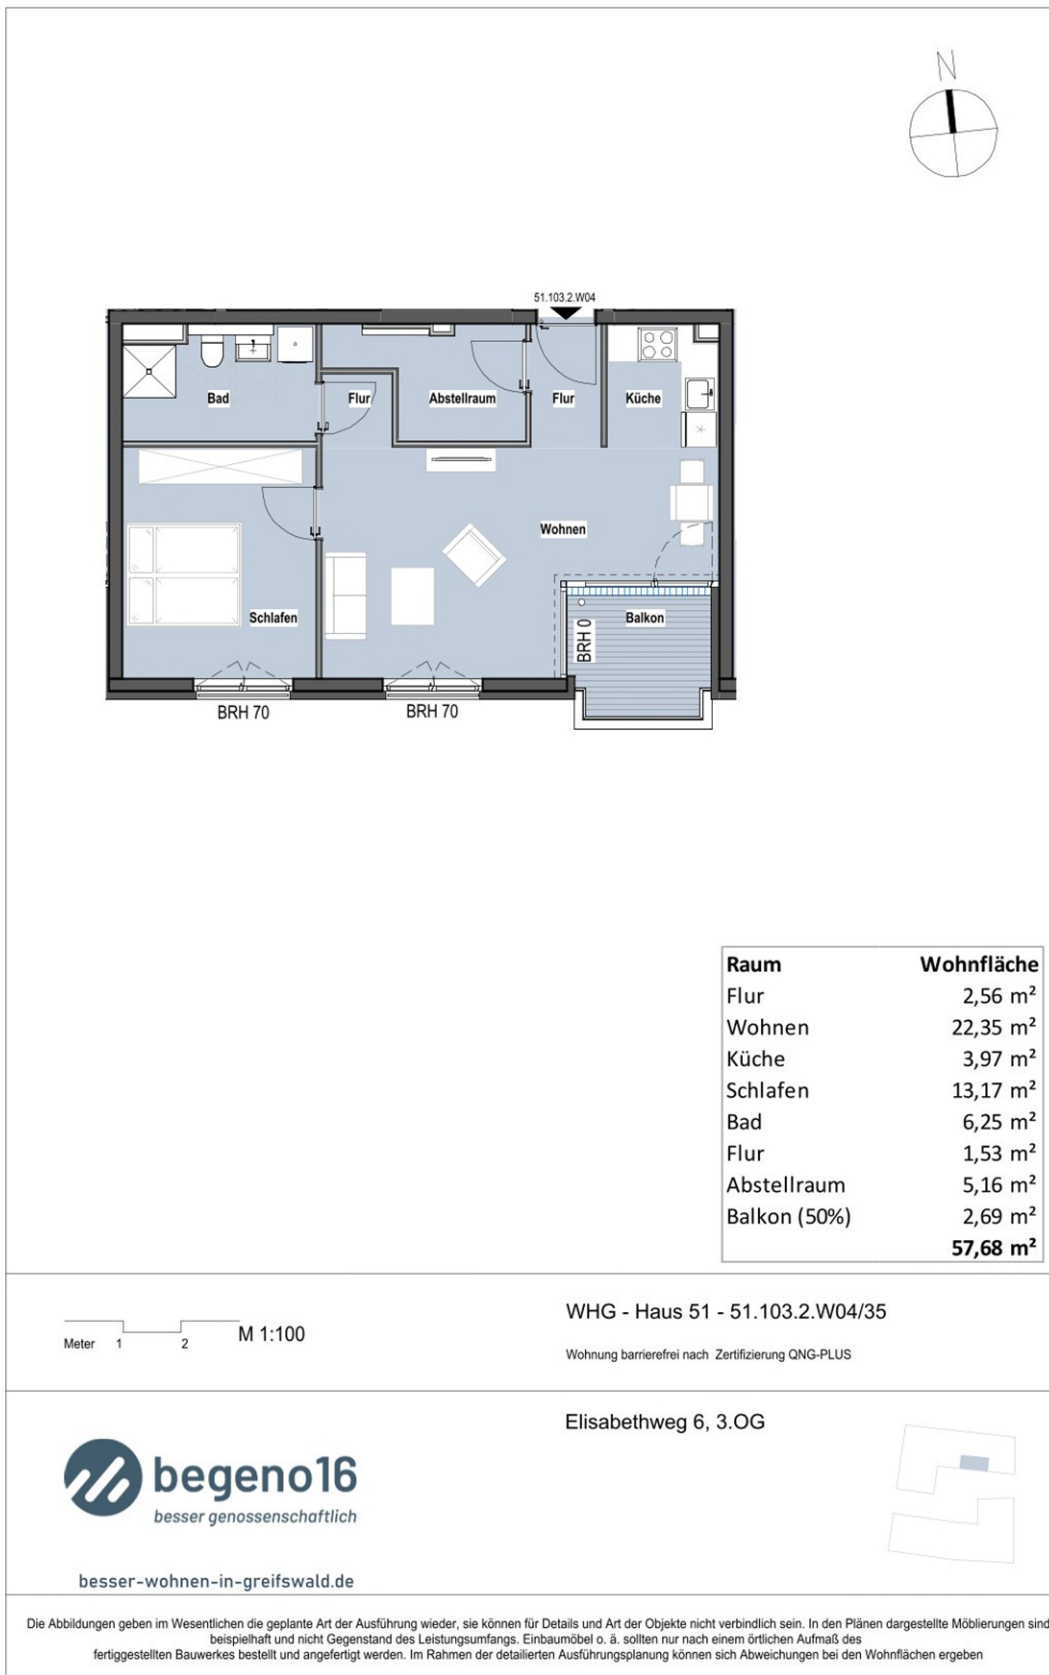 N
51.103.2.W04
Bad
Flur
Abstellraum
Flur
Küche
Wohnen
Schlafen
Balkon
BRH 0
BRH 70
BRH 70
Raum Wohnfläche
Flur 2,56 m²
Wohnen 22,35 m²
Küche 3,97 m²
Schlafen 13,17 m²
Bad 6,25 m²
Flur 1,53 m²
Abstellraum 5,16 m²
Balkon (50%) 2,69 m²
57,68 m²
Meter 1 2 M 1:100
WHG - Haus 51 - 51.103.2.W04/35
Wohnung barrierefrei nach Zertifizierung QNG-PLUS
Elisabethweg 6, 3.OG
begeno16
besser genossenschaftlich
besser-wohnen-in-greifswald.de
Die Abbildungen geben im Wesentlichen die geplante Art der Ausführung wieder, sie können für Details und Art der Objekte nicht verbindlich sein. In den Plänen dargestellte Möblierungen sind
beispielhaft und nicht Gegenstand des Leistungsumfangs. Einbaumöbel o. ä. sollten nur nach einem örtlichen Aufmaß des
fertiggestellten Bauwerkes bestellt und angefertigt werden. Im Rahmen der detailierten Ausführungsplanung können sich Abweichungen bei den Wohnflächen ergeben